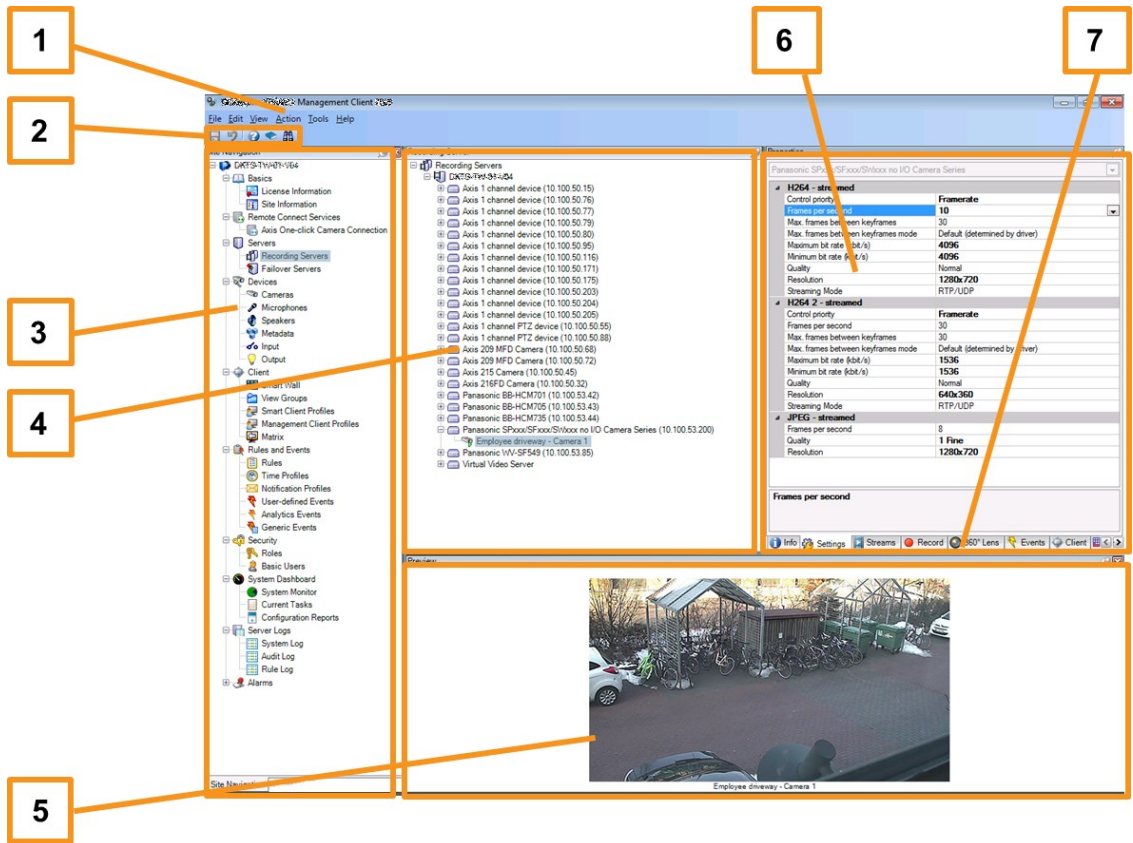 1
6
7
Management Client
File Edit View Action Tools Help
2
Site Navigation
Basics
License Information
Site Information
Remote Connect Services
Axis One-click Camera Connection
Servers
Recording Servers
Failover Servers
Devices
Cameras
3
Microphones
Speakers
Metadata
Input
Output
Client
Smart Wall
View Groups
Smart Client Profiles
Management Client Profiles
Matrix
Rules and Events
Rules
Time Profiles
Notification Profiles
User-defined Events
Analytics Events
Generic Events
Security
Roles
Basic Users
System Dashboard
System Monitor
Current Tasks
Configuration Reports
Server Logs
System Log
Audit Log
Rule Log
Alarms
Site Navigation
Recording Servers
Axis 1 channel device (10.100.50.15)
Axis 1 channel device (10.100.50.76)
Axis 1 channel device (10.100.50.77)
Axis 1 channel device (10.100.50.79)
Axis 1 channel device (10.100.50.80)
Axis 1 channel device (10.100.50.95)
Axis 1 channel device (10.100.50.116)
Axis 1 channel device (10.100.50.171)
Axis 1 channel device (10.100.50.175)
Axis 1 channel device (10.100.50.203)
Axis 1 channel device (10.100.50.204)
Axis 1 channel device (10.100.50.205)
Axis 1 channel PTZ device (10.100.50.55)
Axis 1 channel PTZ device (10.100.50.88)
Axis 209 MFD Camera (10.100.50.68)
Axis 209 MFD Camera (10.100.50.72)
Axis 215 Camera (10.100.50.45)
Axis 216FD Camera (10.100.50.32)
Panasonic BB-HCM701 (10.100.53.42)
Panasonic BB-HCM705 (10.100.53.43)
Panasonic BB-HCM735 (10.100.53.44)
Panasonic SPxxx/SFxxx/SWxxx no I/O Camera Series (10.100.53.200)
Employee driveway - Camera 1
Panasonic WV-SF549 (10.100.53.85)
Virtual Video Server
4
Properties
Panasonic SPxxx/SFxxx/SWxxx no I/O Camera Series
H264 - streamed
Control priority Framerate
Frames per second 10
Max. frames between keyframes 30
Max. frames between keyframes mode Default (determined by driver)
Maximum bit rate (kbit/s) 4096
Minimum bit rate (kbit/s) 4096
Quality Normal
Resolution 1280x720
Streaming Mode RTP/UDP
H264 2 - streamed
Control priority Framerate
Frames per second 30
Max. frames between keyframes 30
Max. frames between keyframes mode Default (determined by driver)
Maximum bit rate (kbit/s) 1536
Minimum bit rate (kbit/s) 1536
Quality Normal
Resolution 640x360
Streaming Mode RTP/UDP
JPEG - streamed
Frames per second 8
Quality 1 Fine
Resolution 1280x720
Frames per second
Info Settings Streams Record 360° Lens Events Client
Preview
Employee driveway - Camera 1
5